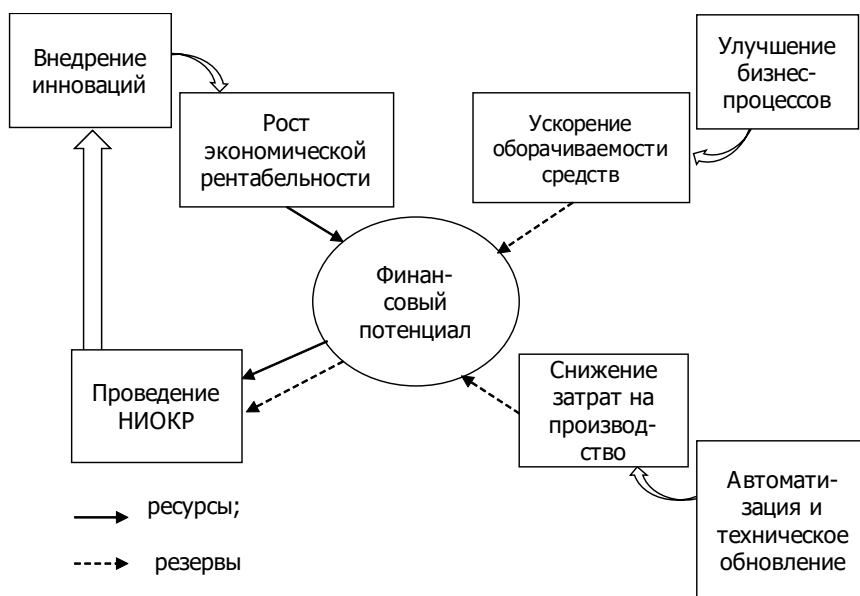 Внедрение
инноваций
Улучшение
бизнес-
процессов
Рост
экономической
рентабельности
Ускорение
оборачиваемости
средств
Финан-
совый
потенциал
Проведение
НИОКР
Снижение
затрат на
производ-
ство
Автомати-
зация и
техническое
обновление
ресурсы;
резервы